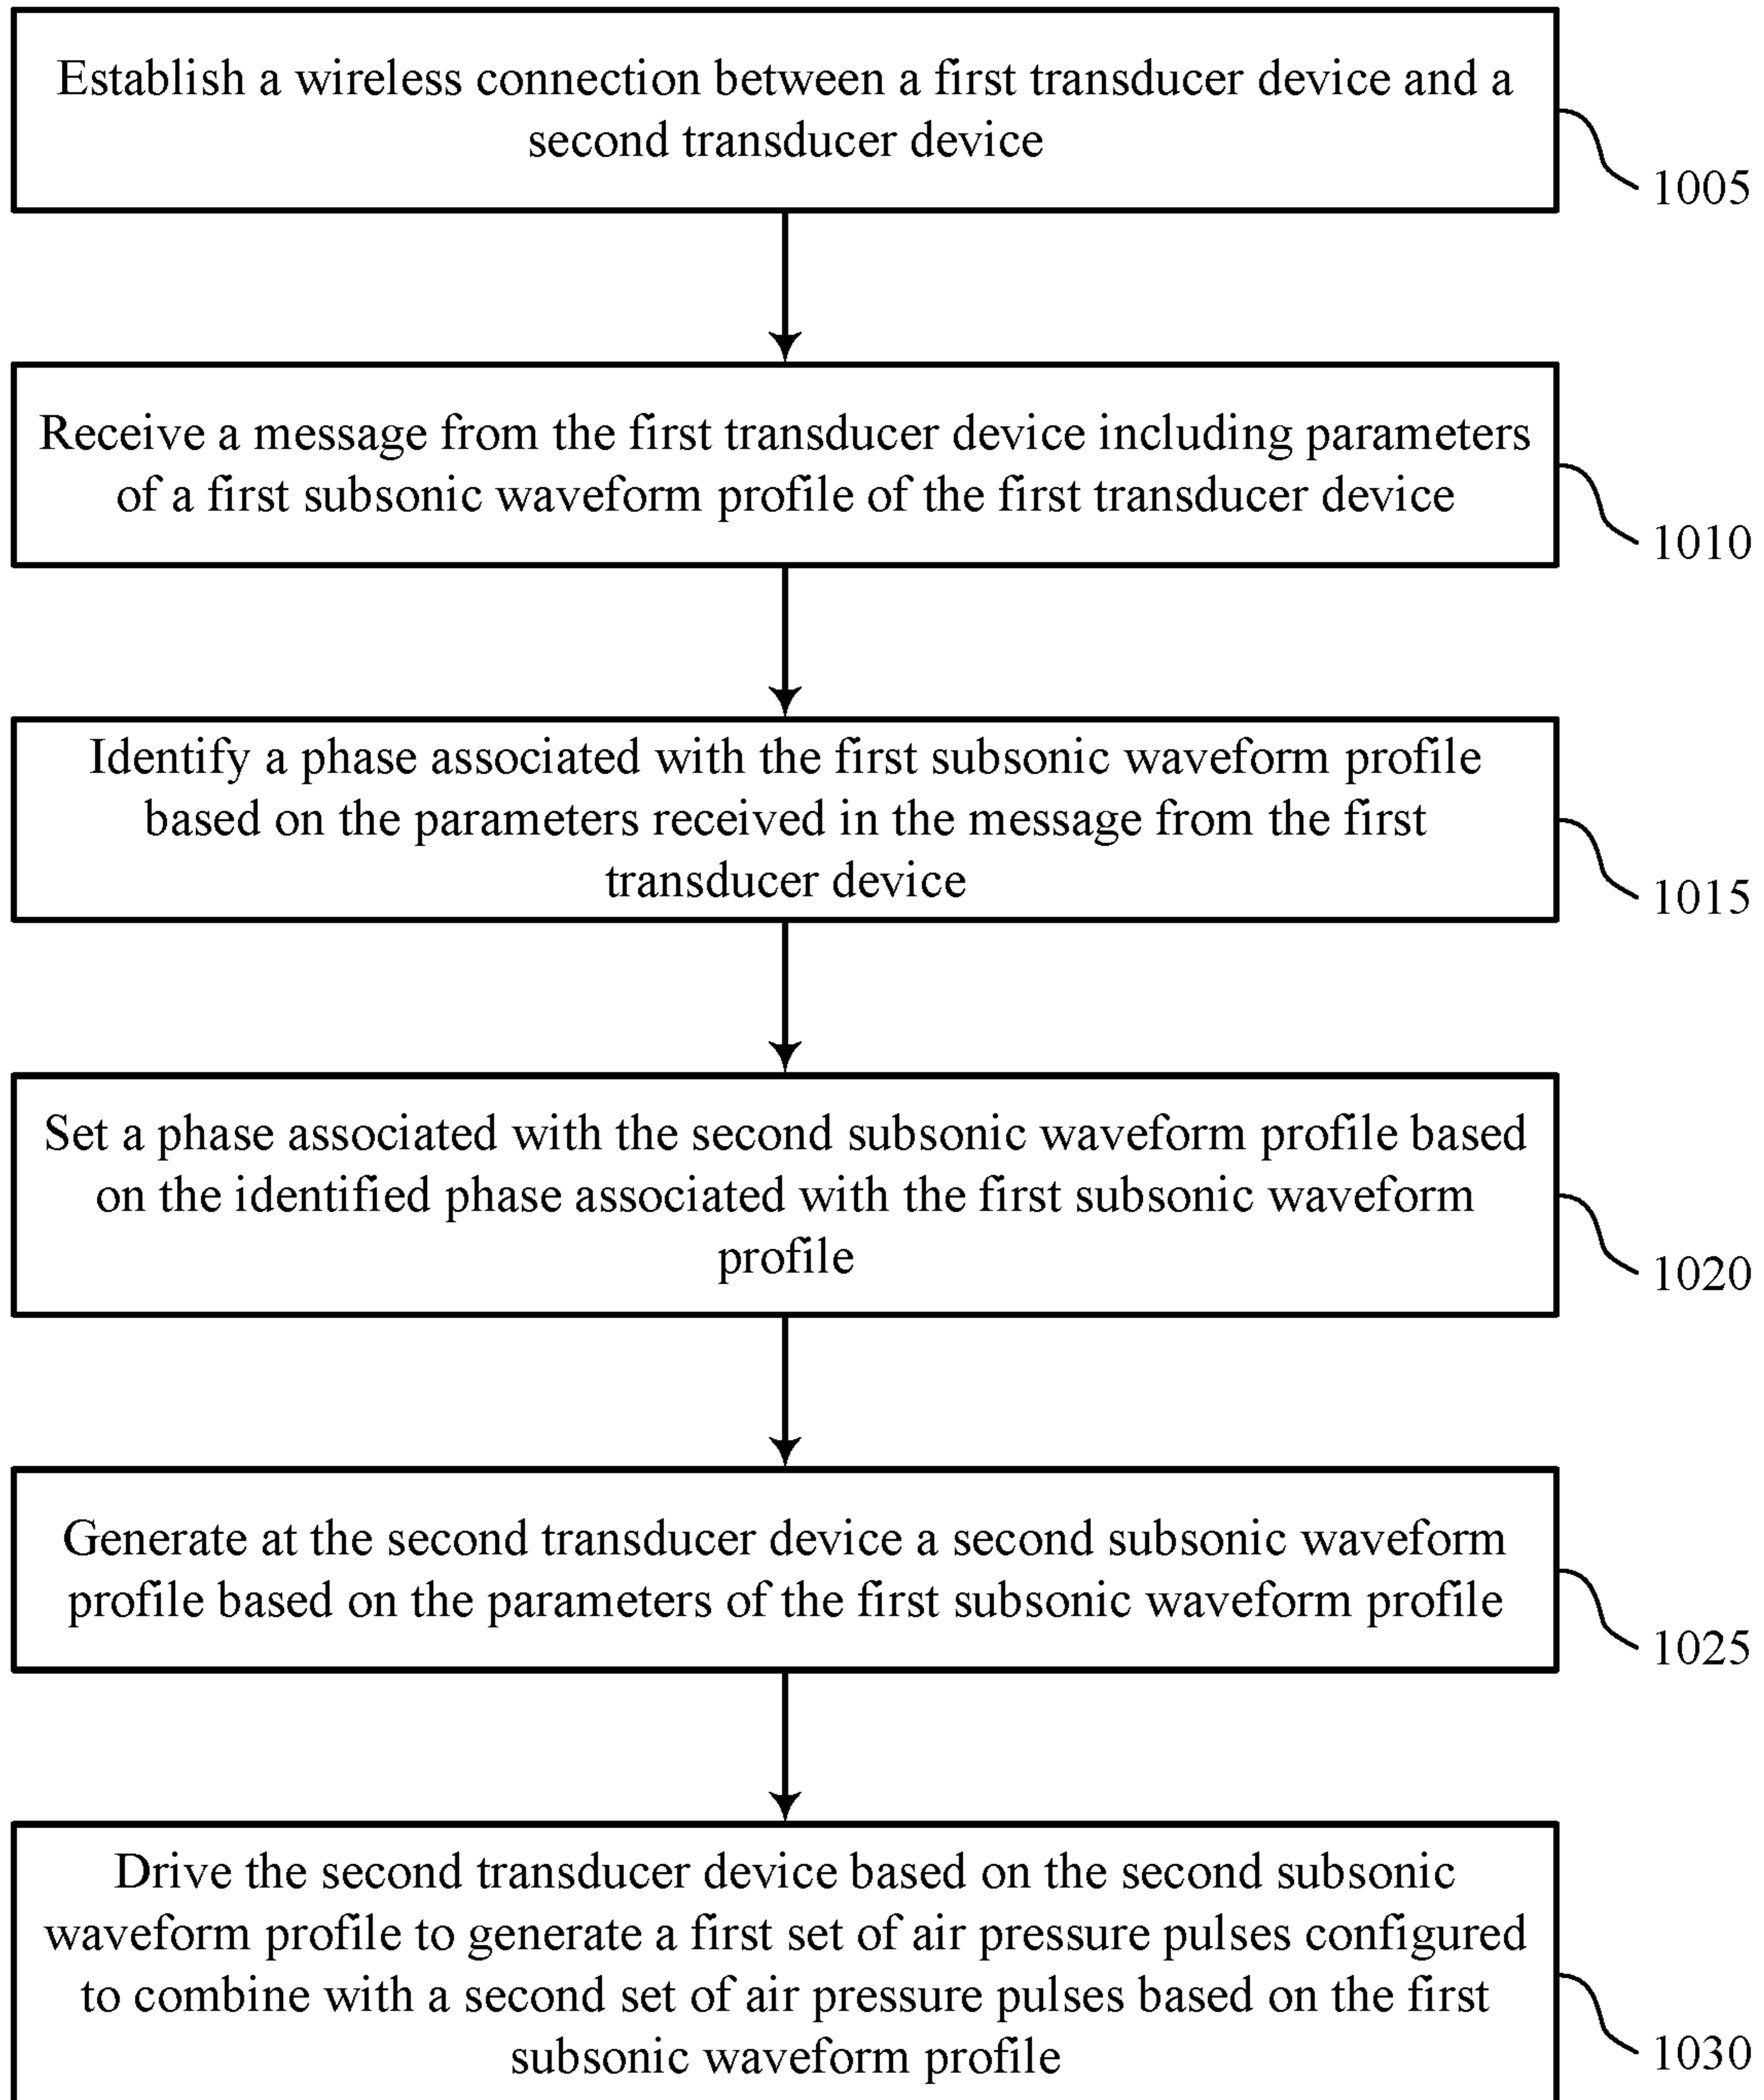 Establish a wireless connection between a first transducer device and a
second transducer device
1005
Receive a message from the first transducer device including parameters
of a first subsonic waveform profile of the first transducer device
1010
Identify a phase associated with the first subsonic waveform profile
based on the parameters received in the message from the first
transducer device
1015
Set a phase associated with the second subsonic waveform profile based
on the identified phase associated with the first subsonic waveform
profile
1020
Generate at the second transducer device a second subsonic waveform
profile based on the parameters of the first subsonic waveform profile
1025
Drive the second transducer device based on the second subsonic
waveform profile to generate a first set of air pressure pulses configured
to combine with a second set of air pressure pulses based on the first
subsonic waveform profile
1030